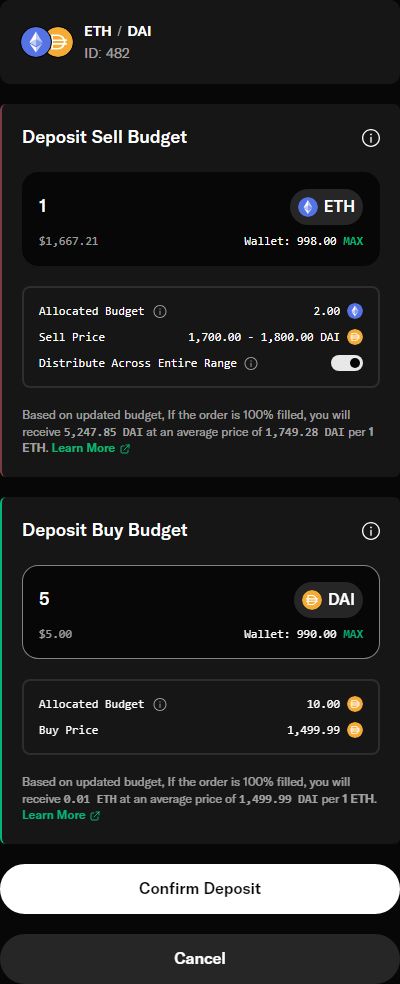 ETH / DAI
ID: 482
Deposit Sell Budget
1
ETH
$1,667.21
Wallet: 998.00 MAX
Allocated Budget
2.00
Sell Price
1,700.00 - 1,800.00 DAI
Distribute Across Entire Range
Based on updated budget, If the order is 100% filled, you will
receive 5,247.85 DAI at an average price of 1,749.28 DAI per 1
ETH. Learn More
Deposit Buy Budget
5
DAI
$5.00
Wallet: 990.00 MAX
Allocated Budget
10.00
Buy Price
1,499.99
Based on updated budget, If the order is 100% filled, you will
receive 0.01 ETH at an average price of 1,499.99 DAI per 1 ETH.
Learn More
Confirm Deposit
Cancel